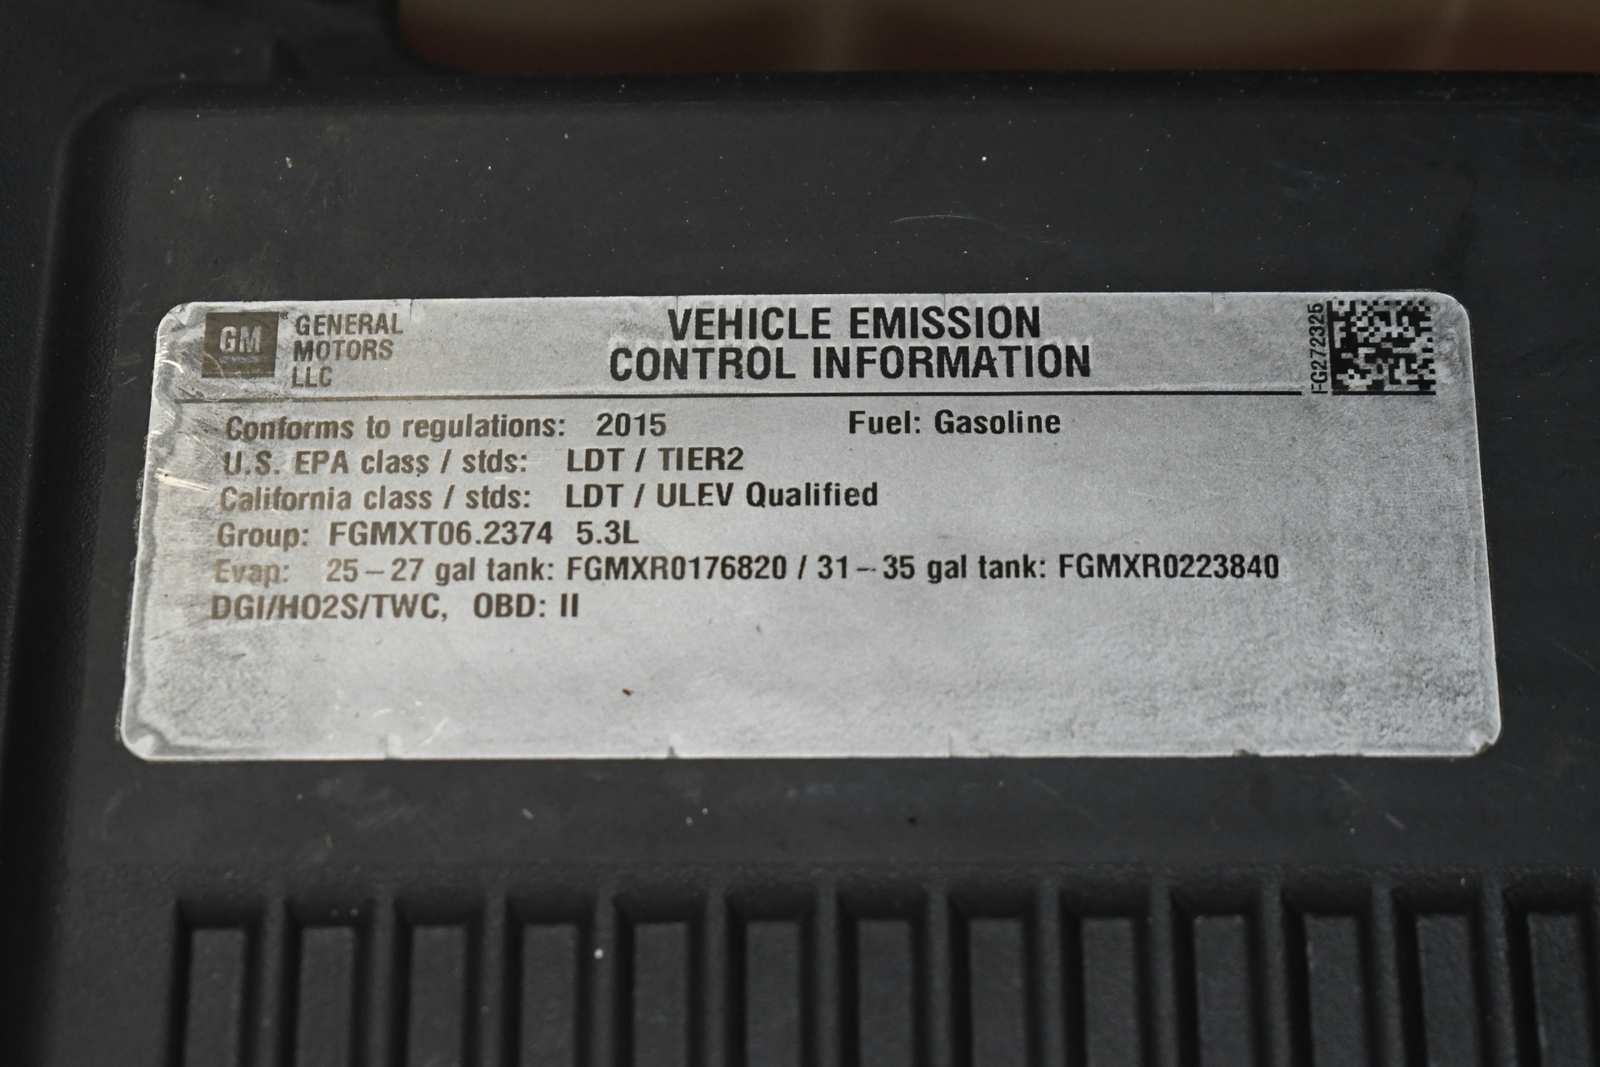 GM
GENERAL
MOTORS
LLC
VEHICLE EMISSION
CONTROL INFORMATION
FG272325
Conforms to regulations: 2015 Fuel: Gasoline
U.S. EPA class / stds: LDT / TIER2
California class / stds: LDT / ULEV Qualified
Group: FGMXT06.2374 5.3L
Evap: 25 – 27 gal tank: FGMXR0176820 / 31 – 35 gal tank: FGMXR0223840
DGI/HO2S/TWC, OBD: II